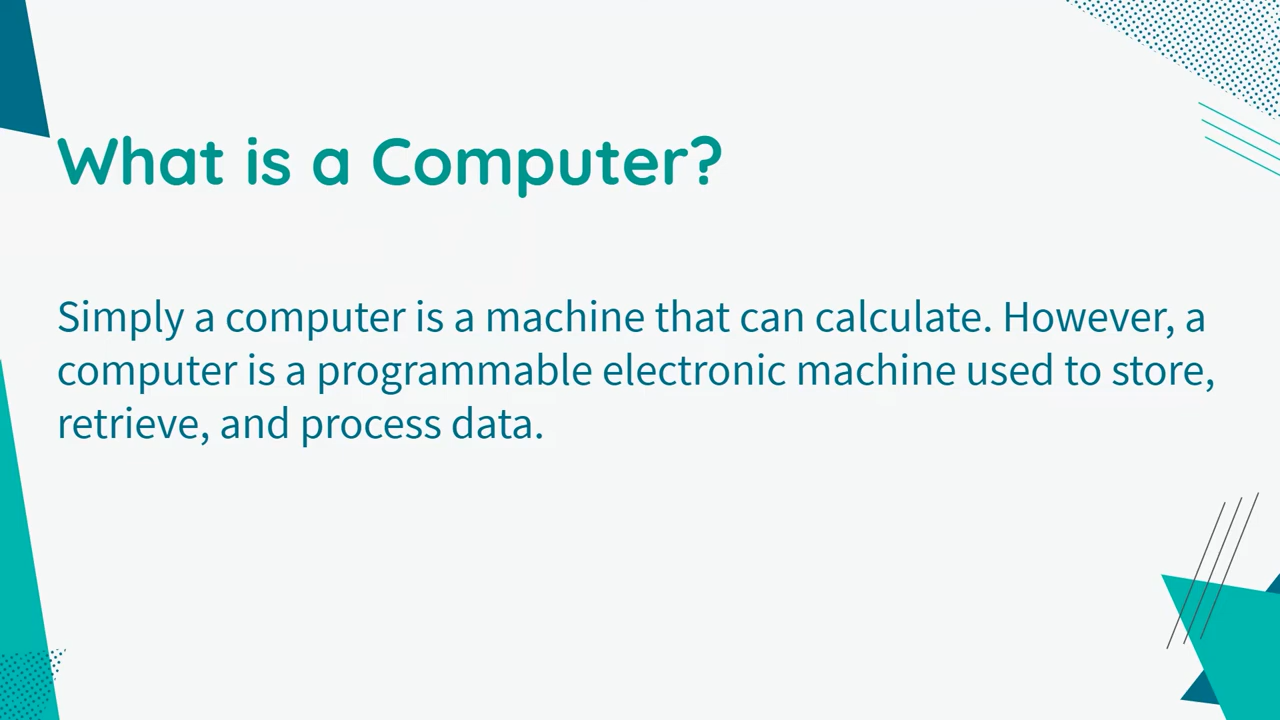 What is a Computer?
Simply a computer is a machine that can calculate. However, a
computer is a programmable electronic machine used to store,
retrieve, and process data.